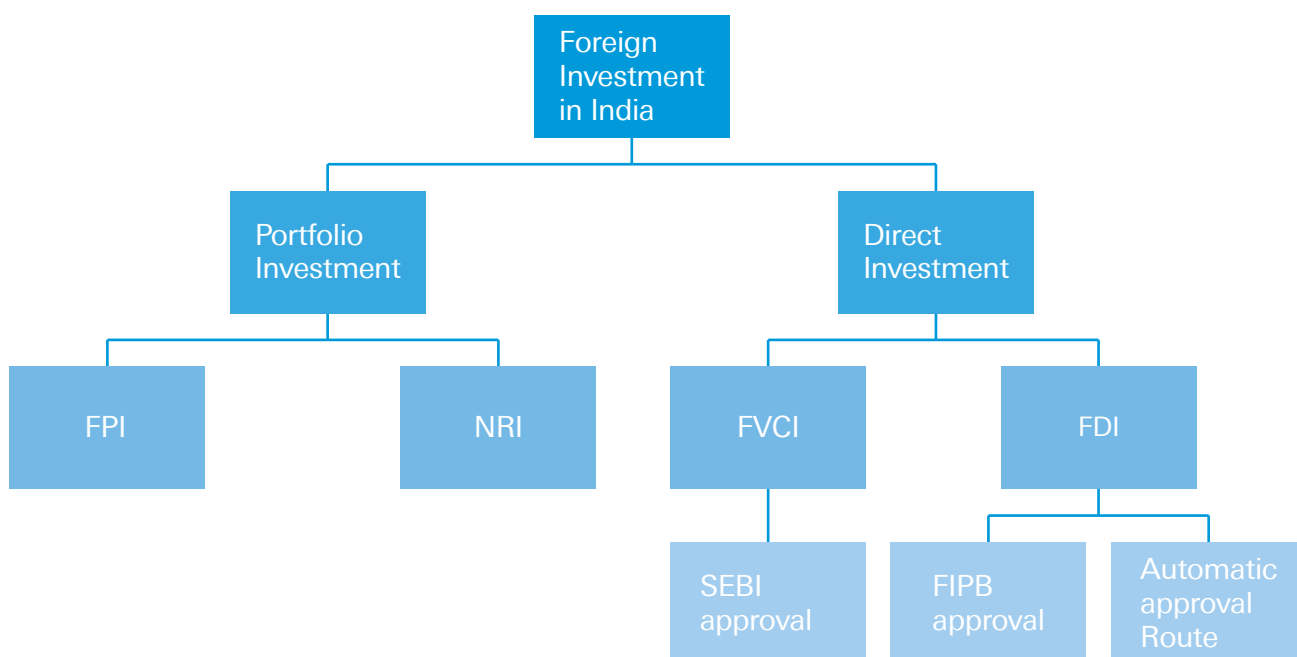 Foreign
Investment
in India
Portfolio
Investment
Direct
Investment
FPI
NRI
FVCI
FDI
SEBI
approval
FIPB
approval
Automatic
approval
Route